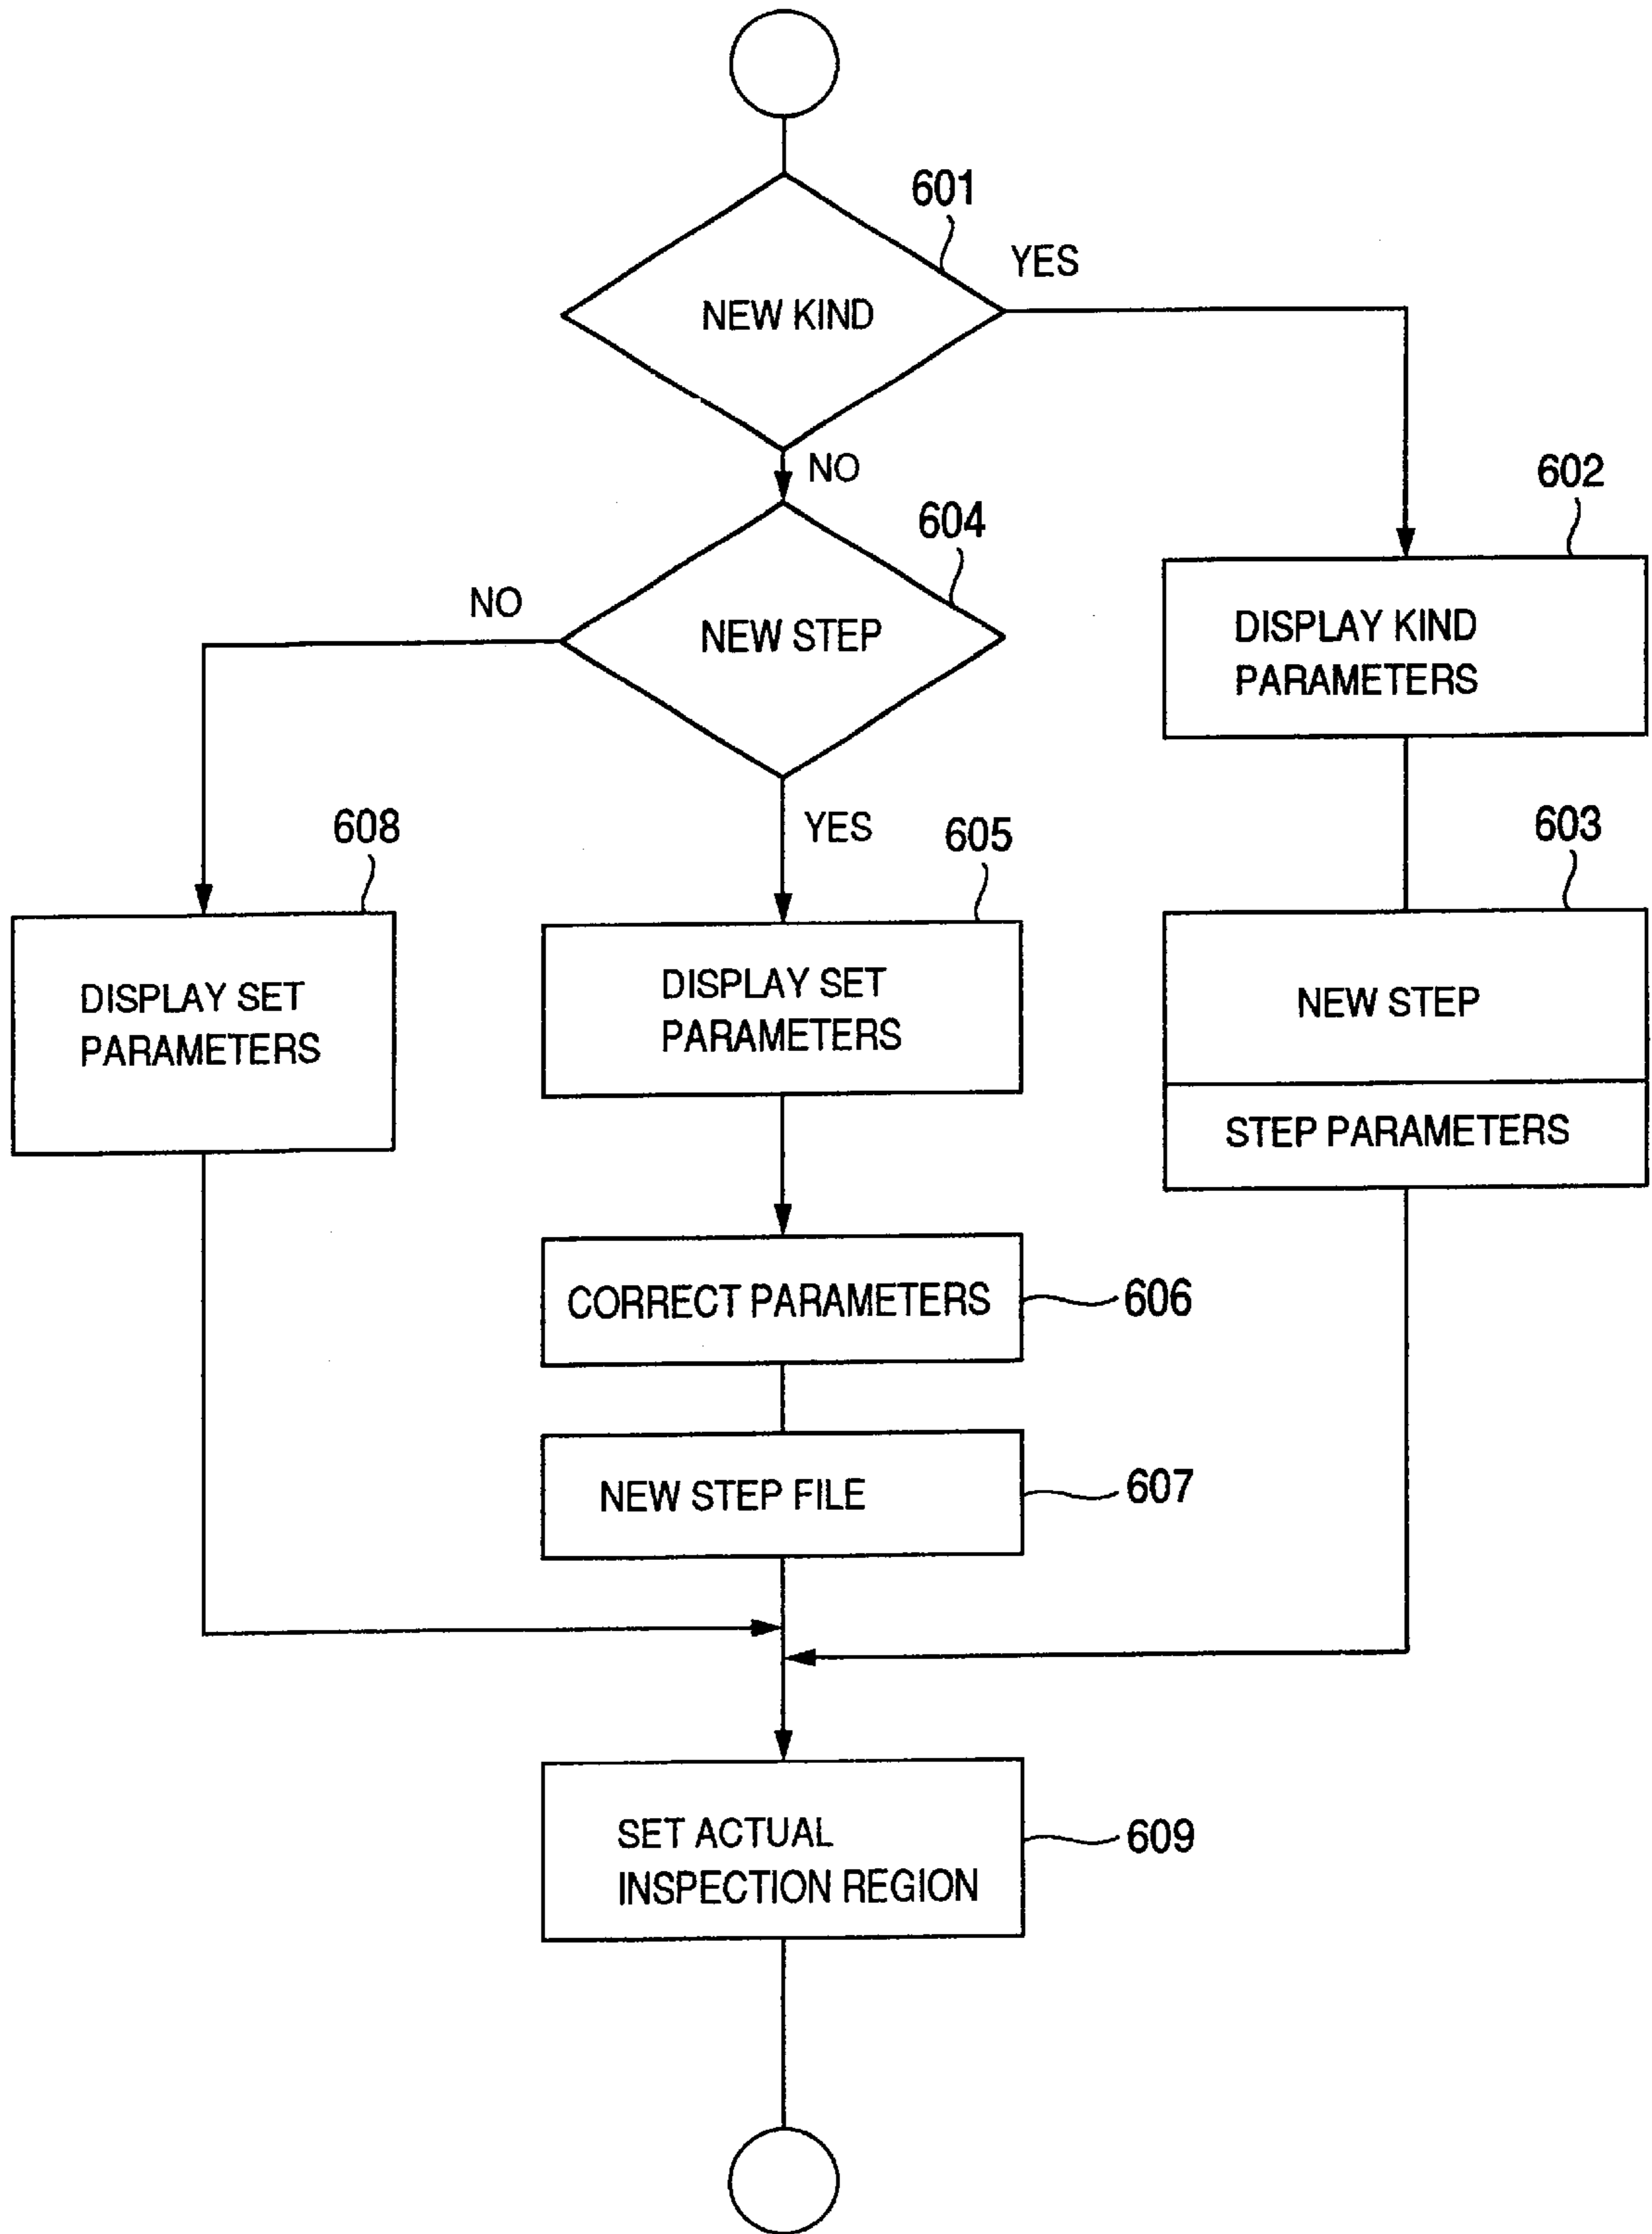 601
YES
NEW KIND
NO
602
604
NO
NEW STEP
DISPLAY KIND
PARAMETERS
608
YES
605
603
DISPLAY SET
PARAMETERS
DISPLAY SET
PARAMETERS
NEW STEP
STEP PARAMETERS
CORRECT PARAMETERS
606
NEW STEP FILE
607
SET ACTUAL
INSPECTION REGION
609